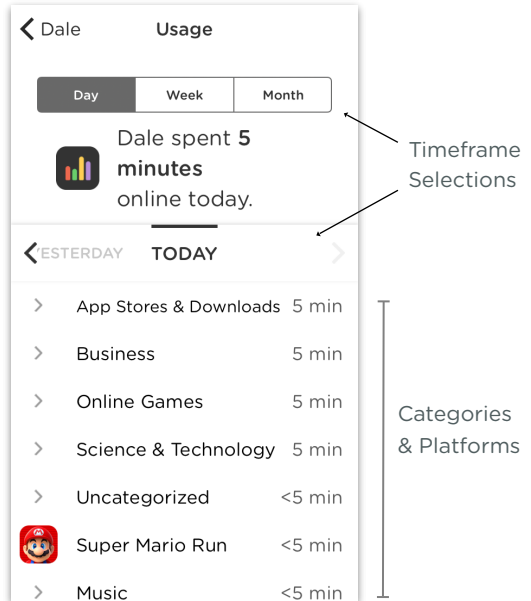 Dale
Usage
Day
Week
Month
Dale spent 5
minutes
online today.
Timeframe
Selections
YESTERDAY
TODAY
App Stores & Downloads 5 min
Business 5 min
Online Games 5 min
Science & Technology 5 min
Uncategorized <5 min
Super Mario Run <5 min
Music <5 min
Categories
& Platforms